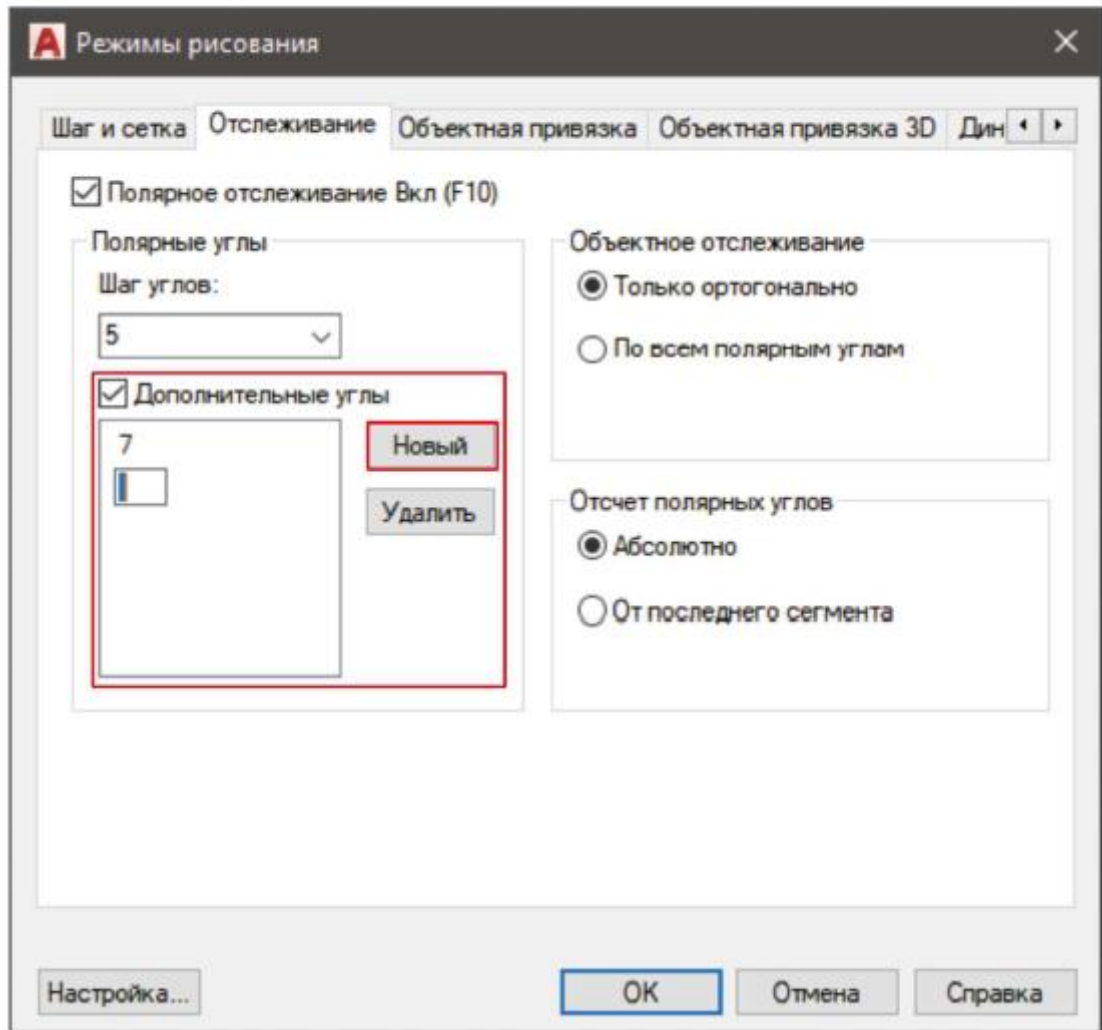 Режимы рисования
Шаг и сетка Отслеживание Объектная привязка Объектная привязка 3D Дин
Полярное отслеживание Вкл (F10)
Полярные углы
Шаг углов:
5
Дополнительные углы
7
Новый
Удалить
Объектное отслеживание
Только ортогонально
По всем полярным углам
Отсчет полярных углов
Абсолютно
От последнего сегмента
Настройка...
OK
Отмена
Справка